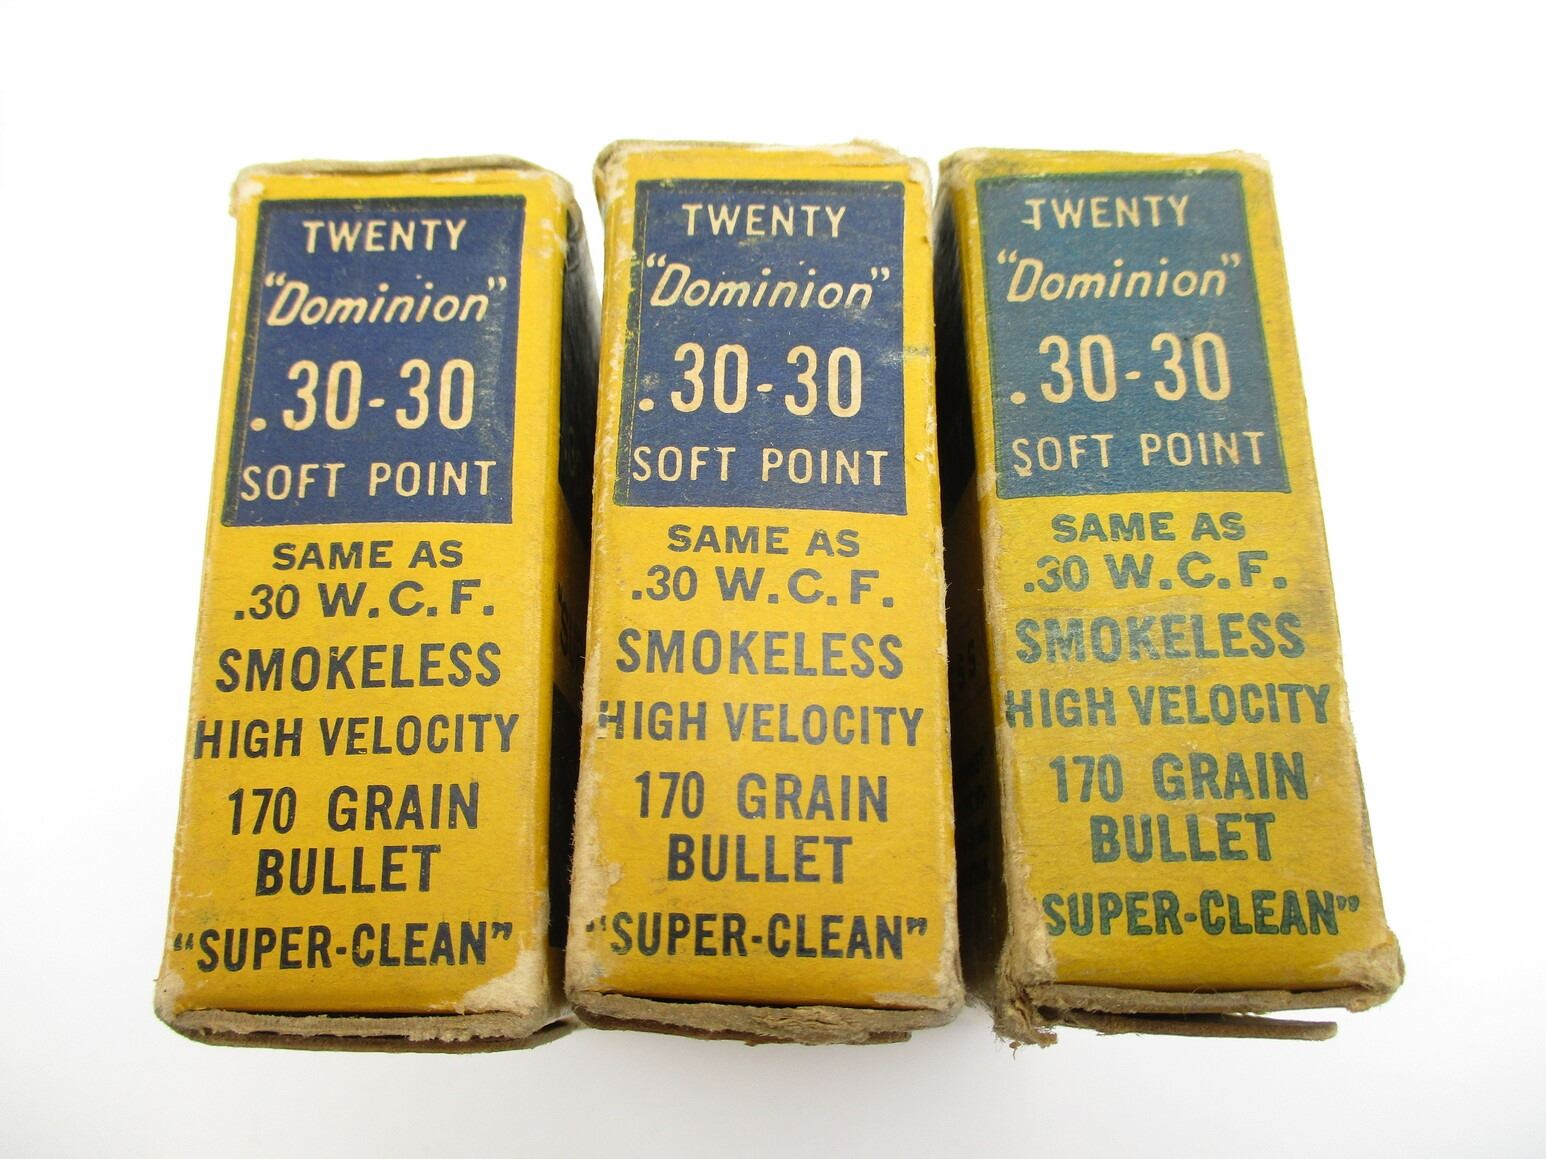 TWENTY
"Dominion"
.30-30
SOFT POINT
SAME AS
.30 W.C.F.
SMOKELESS
HIGH VELOCITY
170 GRAIN
BULLET
"SUPER-CLEAN"
TWENTY
"Dominion"
.30-30
SOFT POINT
SAME AS
.30 W.C.F.
SMOKELESS
HIGH VELOCITY
170 GRAIN
BULLET
"SUPER-CLEAN"
TWENTY
"Dominion"
.30-30
SOFT POINT
SAME AS
.30 W.C.F.
SMOKELESS
HIGH VELOCITY
170 GRAIN
BULLET
SUPER-CLEAN"